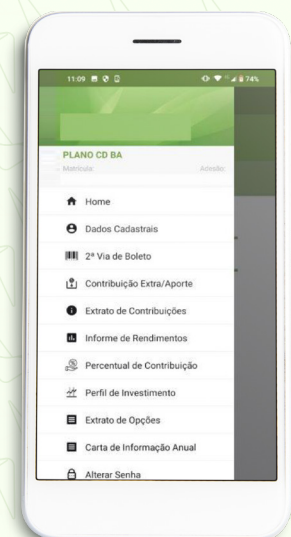 11:09 74%
PLANO CD BA
Matrícula: Adesão:
Home
Dados Cadastrais
2ª Via de Boleto
Contribuição Extra/Aporte
Extrato de Contribuições
Informe de Rendimentos
Percentual de Contribuição
Perfil de Investimento
Extrato de Opções
Carta de Informação Anual
Alterar Senha